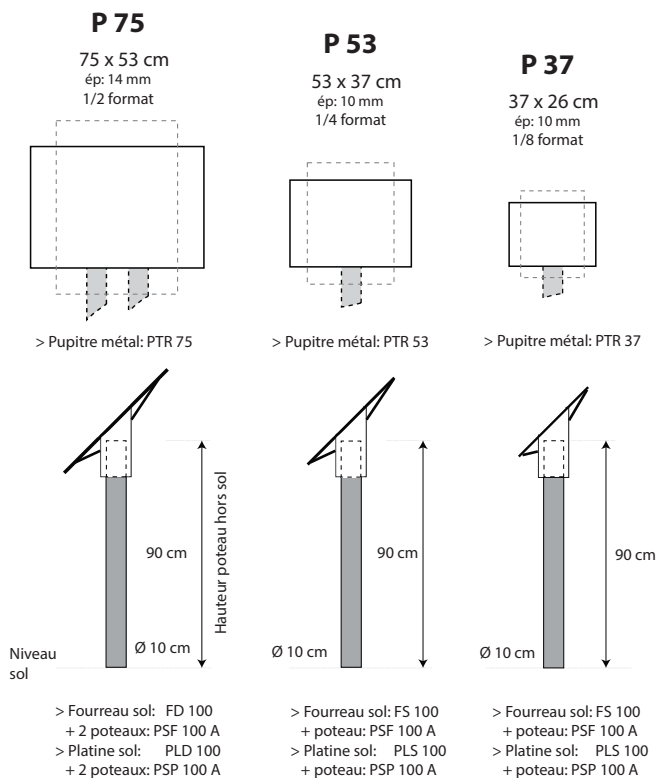 P 75
75 x 53 cm
ép: 14 mm
1/2 format
P 53
53 x 37 cm
ép: 10 mm
1/4 format
P 37
37 x 26 cm
ép: 10 mm
1/8 format
> Pupitre métal: PTR 75
> Pupitre métal: PTR 53
> Pupitre métal: PTR 37
90 cm
Hauteur poteau hors sol
90 cm
90 cm
Ø 10 cm
Ø 10 cm
Ø 10 cm
Niveau
sol
> Fourreau sol: FD 100
+ 2 poteaux: PSF 100 A
> Platine sol: PLD 100
+ 2 poteaux: PSP 100 A
> Fourreau sol: FS 100
+ poteau: PSF 100 A
> Platine sol: PLS 100
+ poteau: PSP 100 A
> Fourreau sol: FS 100
+ poteau: PSF 100 A
> Platine sol: PLS 100
+ poteau: PSP 100 A